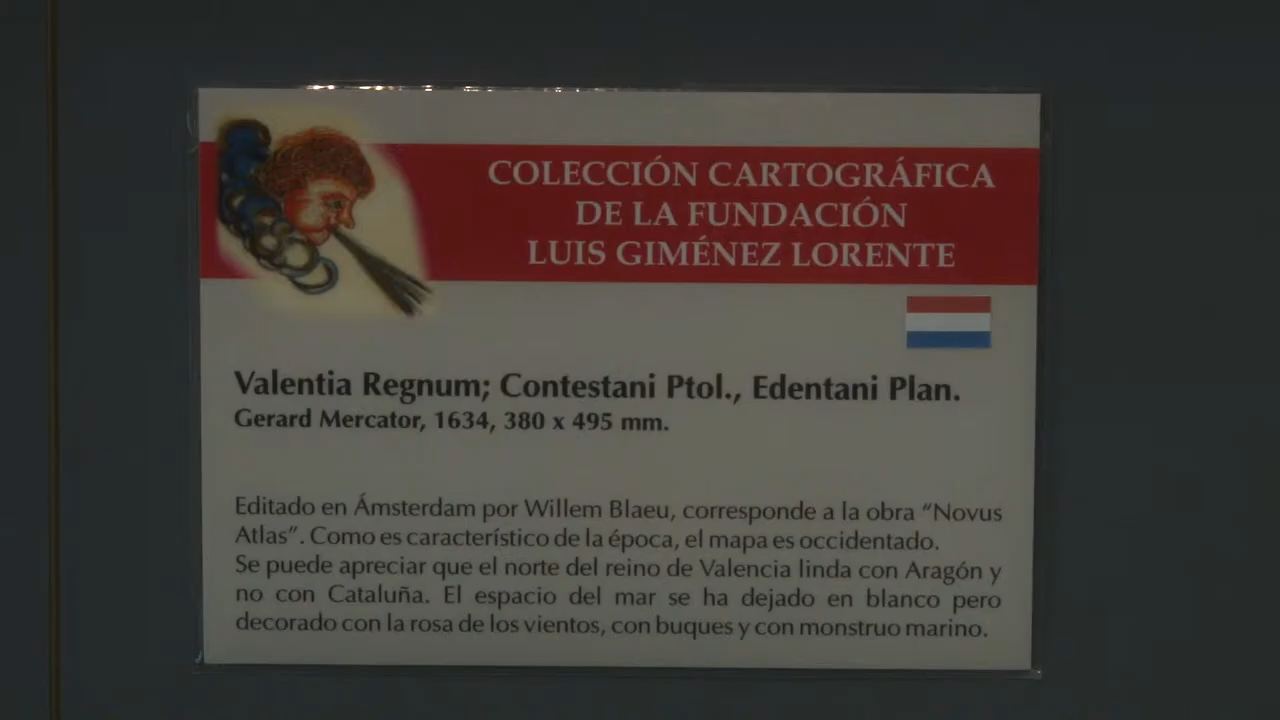 COLECCIÓN CARTOGRÁFICA
DE LA FUNDACIÓN
LUIS GIMÉNEZ LORENTE
Valentia Regnum; Contestani Ptol., Edentani Plan.
Gerard Mercator, 1634, 380 x 495 mm.
Editado en Ámsterdam por Willem Blaeu, corresponde a la obra “Novus
Atlas”. Como es característico de la época, el mapa es occidentado.
Se puede apreciar que el norte del reino de Valencia linda con Aragón y
no con Cataluña. El espacio del mar se ha dejado en blanco pero
decorado con la rosa de los vientos, con buques y con monstruo marino.